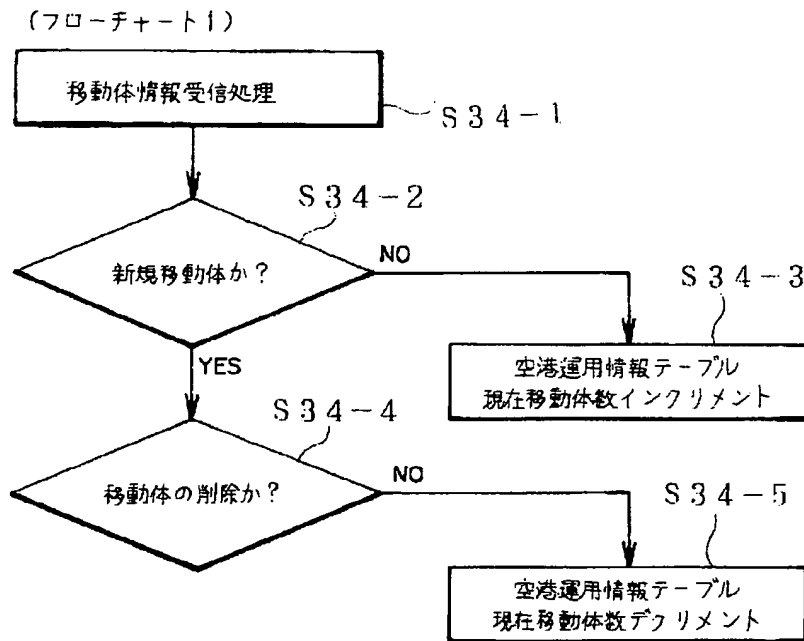 (フローチャート1)
移動体情報受信処理
S34-1
S34-2
新規移動体か?
NO
S34-3
空港運用情報テーブル
現在移動体数インクリメント
YES
S34-4
移動体の削除か?
NO
S34-5
空港運用情報テーブル
現在移動体数デクリメント